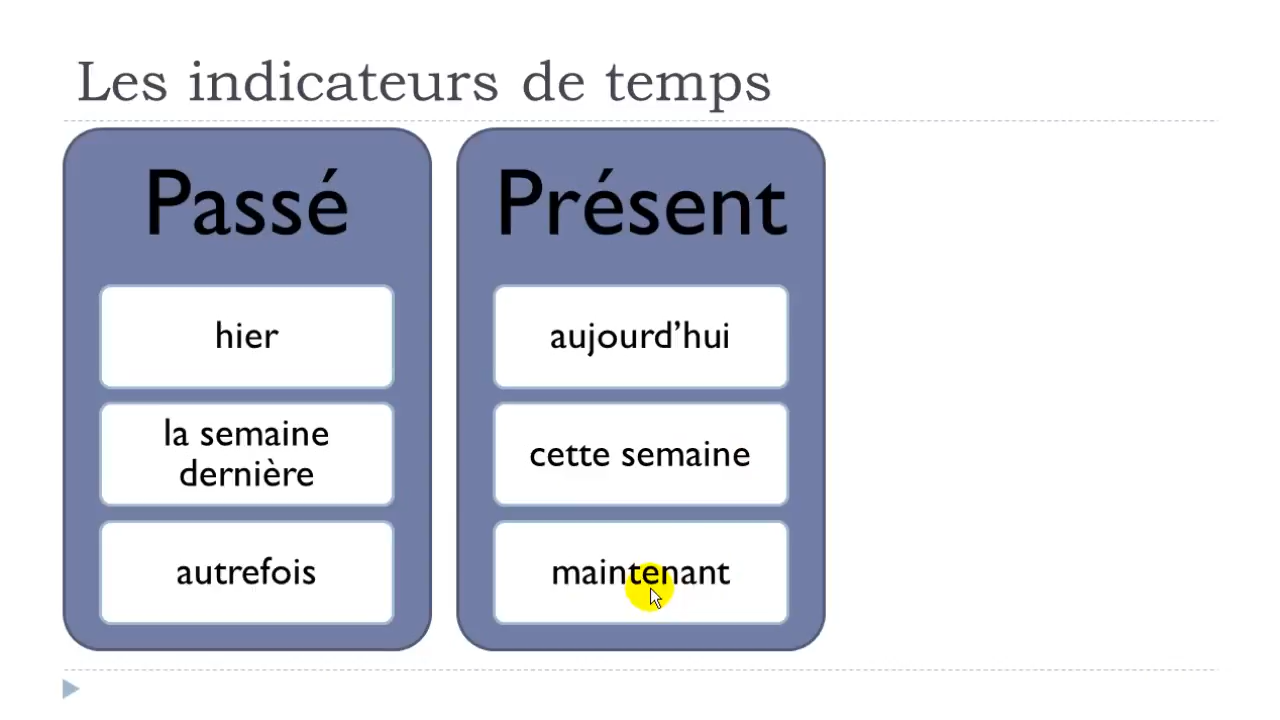 Les indicateurs de temps
Passé
hier
la semaine
dernière
autrefois
Présent
aujourd’hui
cette semaine
maintenant